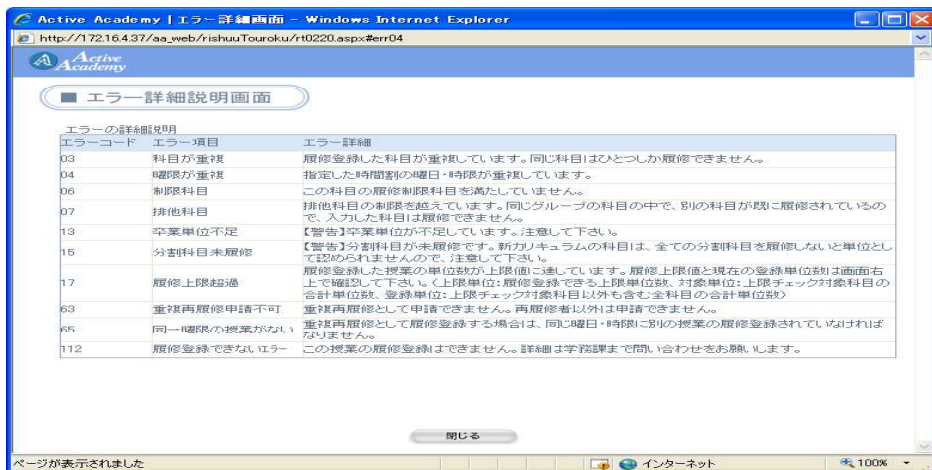 Active Academy | エラー詳細画面 - Windows Internet Explorer
http://172.16.4.37/aa_web/rishuuTouroku/rt0220.aspx#err04
Active Academy
■ エラー詳細説明画面
エラーの詳細説明
エラーコード エラー項目 エラー詳細
03 科目が重複 履修登録した科目が重複しています。同じ科目はひとつしか履修できません。
04 曜限が重複 指定した時間割の曜日・時限が重複しています。
06 制限科目 この科目の履修制限科目を満たしていません。
07 排他科目 排他科目の制限を越えています。同じグループの科目の中で、別の科目が既に履修されているの
で、入力した科目は履修できません。
13 卒業単位不足 【警告】卒業単位が不足しています。注意して下さい。
15 分割科目未履修 【警告】分割科目が未履修です。新カリキュラムの科目は、全ての分割科目を履修しないと単位とし
て認められませんので、注意して下さい。
17 履修上限超過 履修登録した授業の単位数が上限値に達しています。履修上限値と現在の登録単位数は画面右
上で確認して下さい。(上限単位:履修登録できる上限単位数、対象単位:上限チェック対象科目の
合計単位数、登録単位:上限チェック対象科目以外も含む全科目の合計単位数)
63 重複再履修申請不可 重複再履修として申請できません。再履修者以外は申請できません。
65 同一曜限の授業がない 重複再履修として履修登録する場合は、同じ曜日・時限に別の授業の履修登録されていなければ
なりません。
112 履修登録できないエラー この授業の履修登録はできません。詳細は学務課まで問い合わせをお願いします。
閉じる
ページが表示されました インターネット 100%